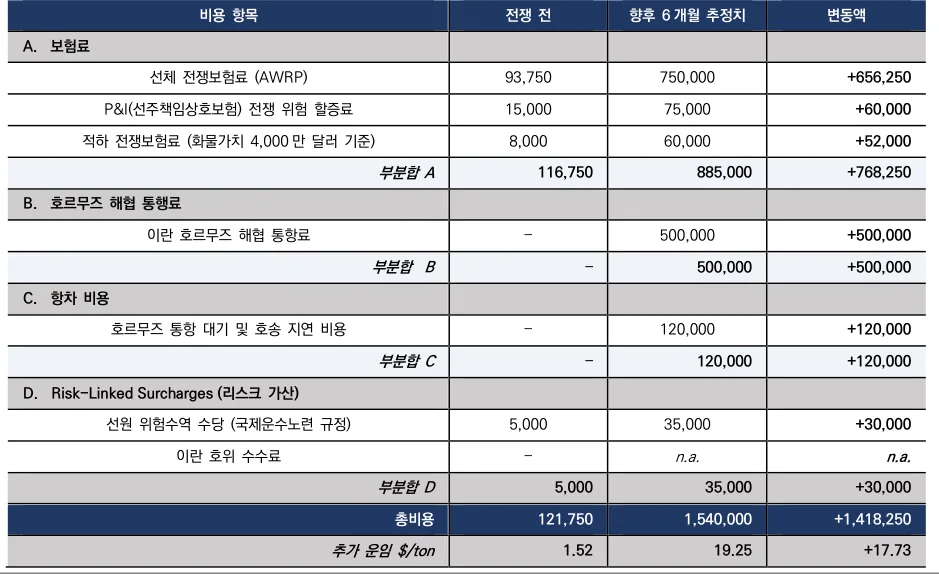 비용 항목 전쟁 전 향후 6개월 추정치 변동액
A. 보험료
선체 전쟁보험료 (AWRP) 93,750 750,000 +656,250
P&I(선주책임상호보험) 전쟁 위험 할증료 15,000 75,000 +60,000
적하 전쟁보험료 (화물가치 4,000만 달러 기준) 8,000 60,000 +52,000
부분합 A 116,750 885,000 +768,250
B. 호르무즈 해협 통행료
이란 호르무즈 해협 통항료 – 500,000 +500,000
부분합 B – 500,000 +500,000
C. 항차 비용
호르무즈 통항 대기 및 호송 지연 비용 – 120,000 +120,000
부분합 C – 120,000 +120,000
D. Risk-Linked Surcharges (리스크 가산)
선원 위험수역 수당 (국제운수노련 규정) 5,000 35,000 +30,000
이란 호위 수수료 – n.a. n.a.
부분합 D 5,000 35,000 +30,000
총비용 121,750 1,540,000 +1,418,250
추가 운임 $/ton 1.52 19.25 +17.73